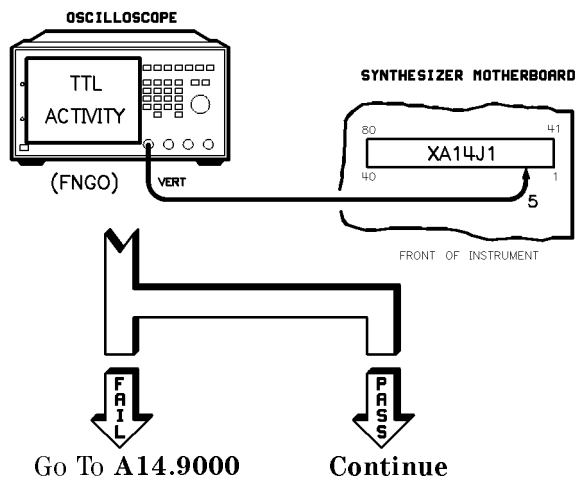 OSCILLOSCOPE
TTL
ACTIVITY
(FNGO)
VERT
SYNTHESIZER MOTHERBOARD
80 41
XA14J1
40 1
5
FRONT OF INSTRUMENT
FAIL
PASS
Go To A14.9000
Continue